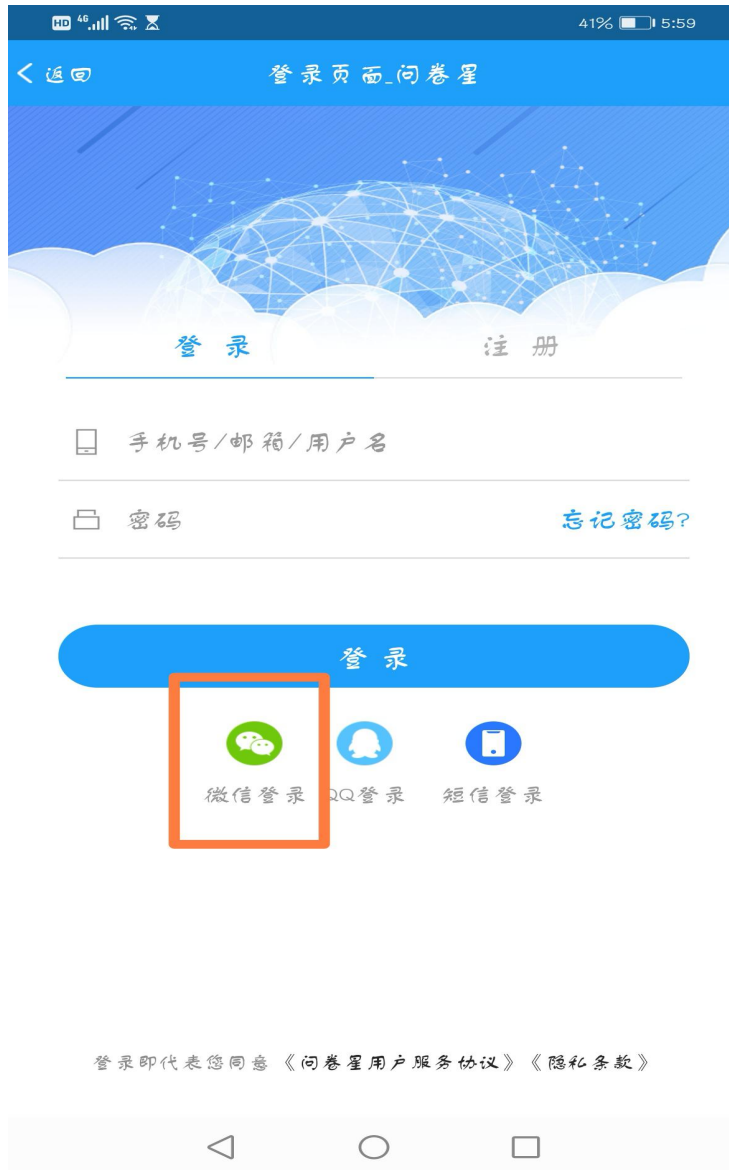 HD 4G 41% 5:59
返回 登录页面_问卷星
登录 注册
手机号/邮箱/用户名
密码 忘记密码?
登录
微信登录 QQ登录 短信登录
登录即代表您同意《问卷星用户服务协议》《隐私条款》